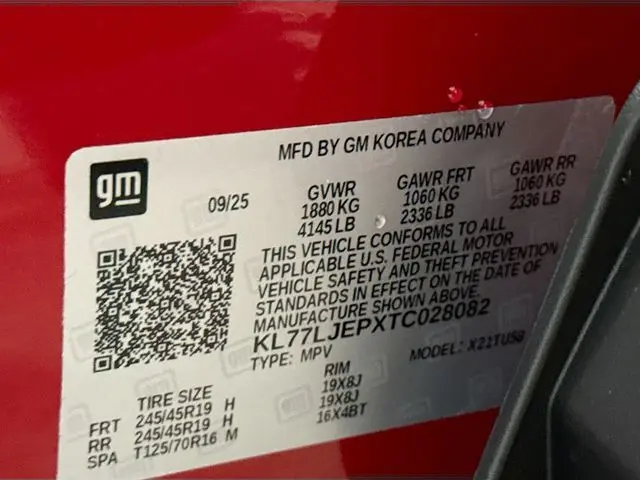 MFD BY GM KOREA COMPANY
gm
09/25
GVWR GAWR FRT GAWR RR
1880 KG 1060 KG 1060 KG
4145 LB 2336 LB 2336 LB
THIS VEHICLE CONFORMS TO ALL
APPLICABLE U.S. FEDERAL MOTOR
VEHICLE SAFETY AND THEFT PREVENTION
STANDARDS IN EFFECT ON THE DATE OF
MANUFACTURE SHOWN ABOVE.
KL77LJEPXTC028082
TYPE: MPV MODEL: X21TUSB
TIRE SIZE RIM
FRT 245/45R19 H 19X8J
RR 245/45R19 H 19X8J
SPA T125/70R16 M 16X4BT